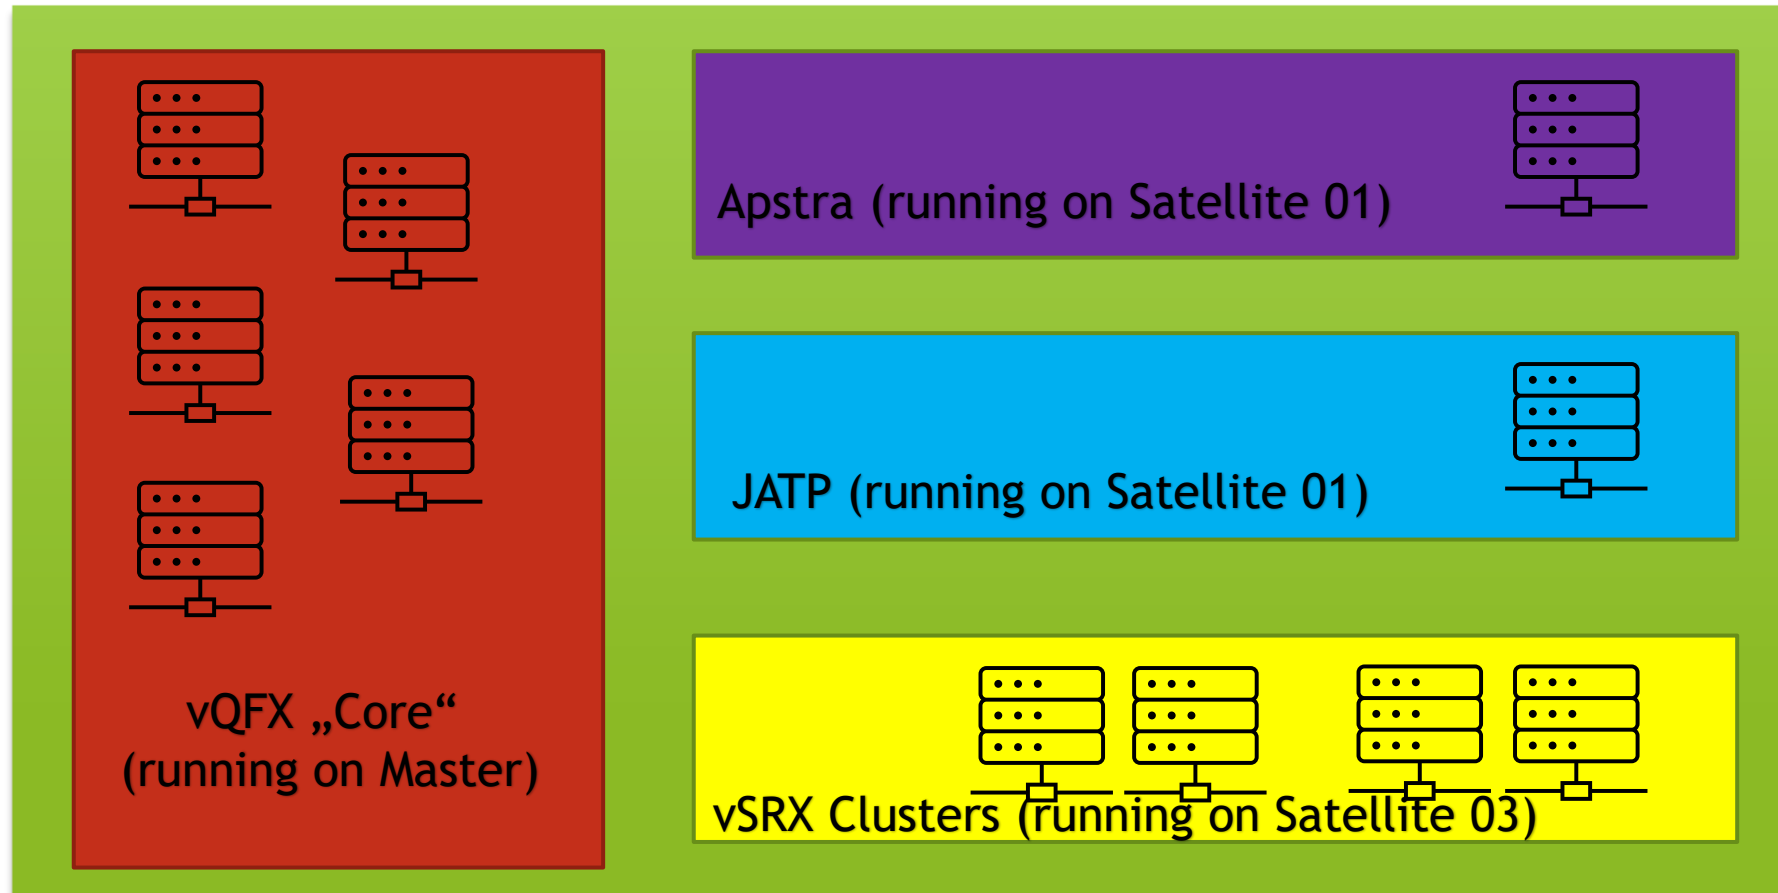 Apstra (running on Satellite 01)
JATP (running on Satellite 01)
vQFX „Core“
(running on Master)
vSRX Clusters (running on Satellite 03)